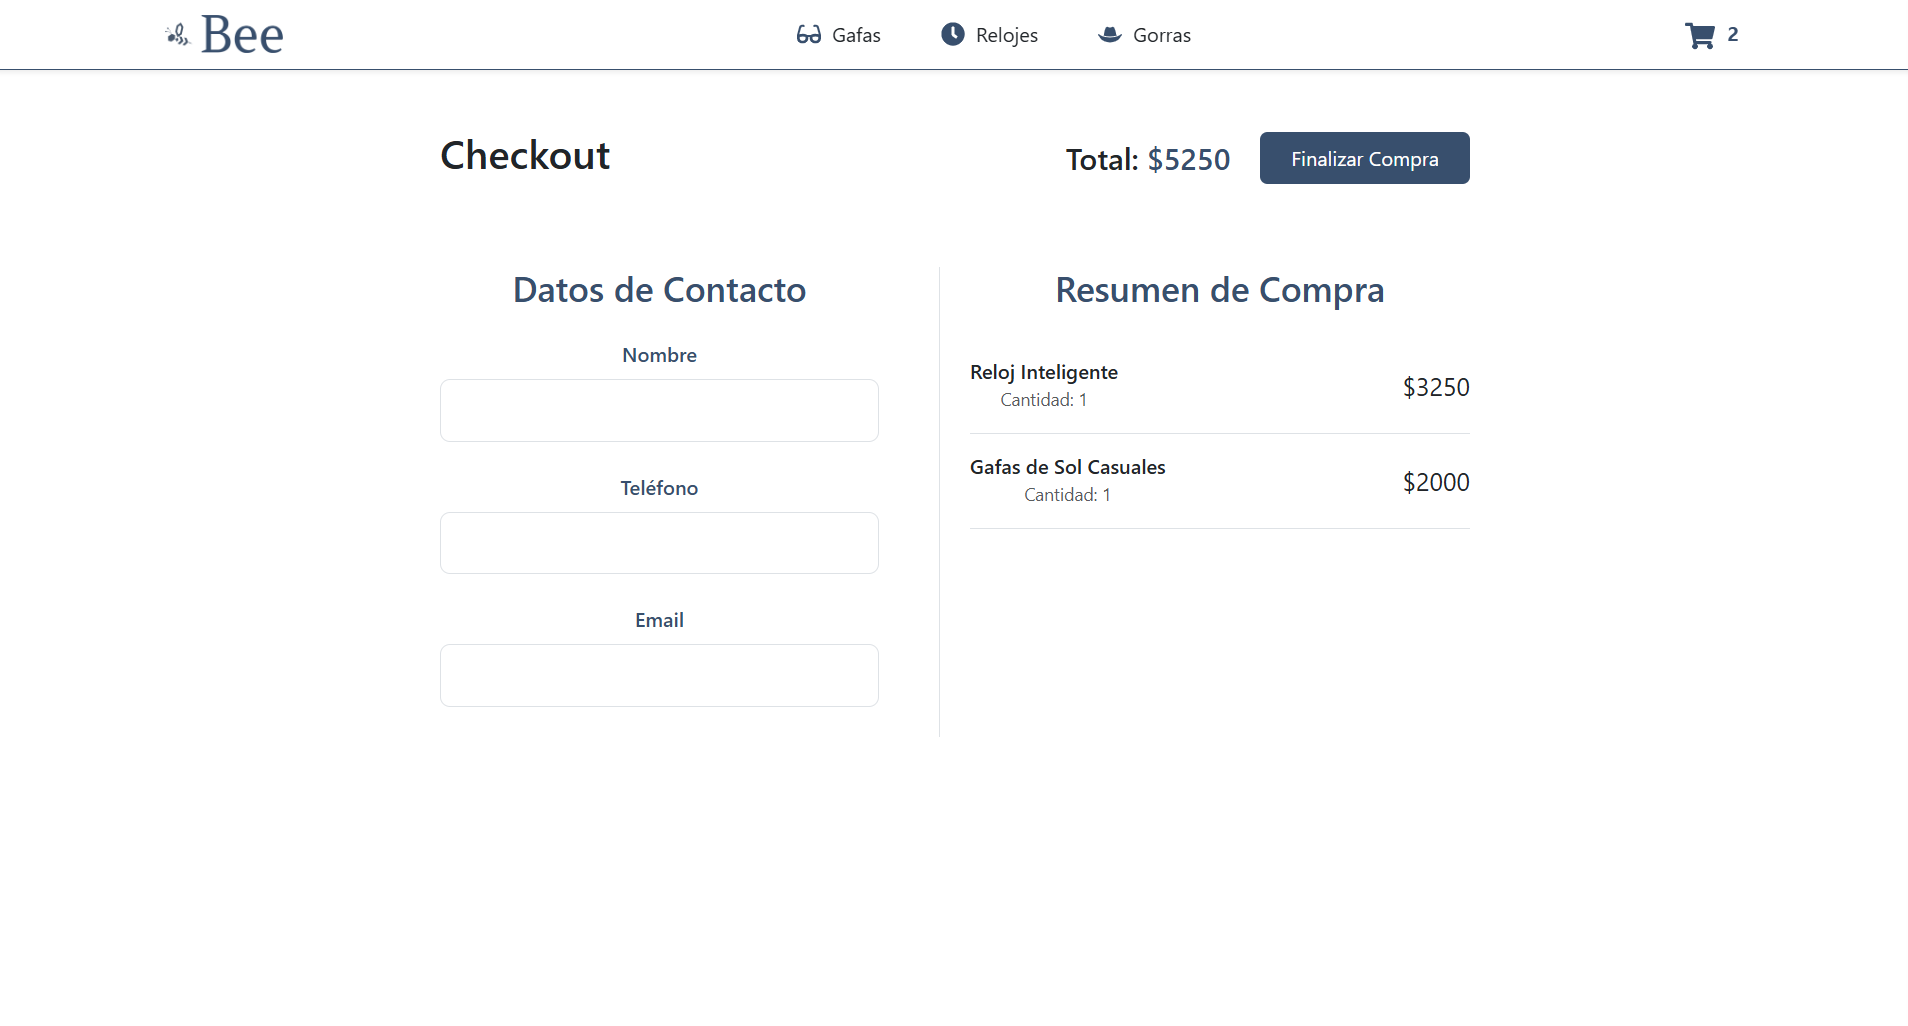 Bee
Gafas
Relojes
Gorras
2
Checkout
Total: $5250
Finalizar Compra
Datos de Contacto
Nombre
Teléfono
Email
Resumen de Compra
Reloj Inteligente
Cantidad: 1
$3250
Gafas de Sol Casuales
Cantidad: 1
$2000